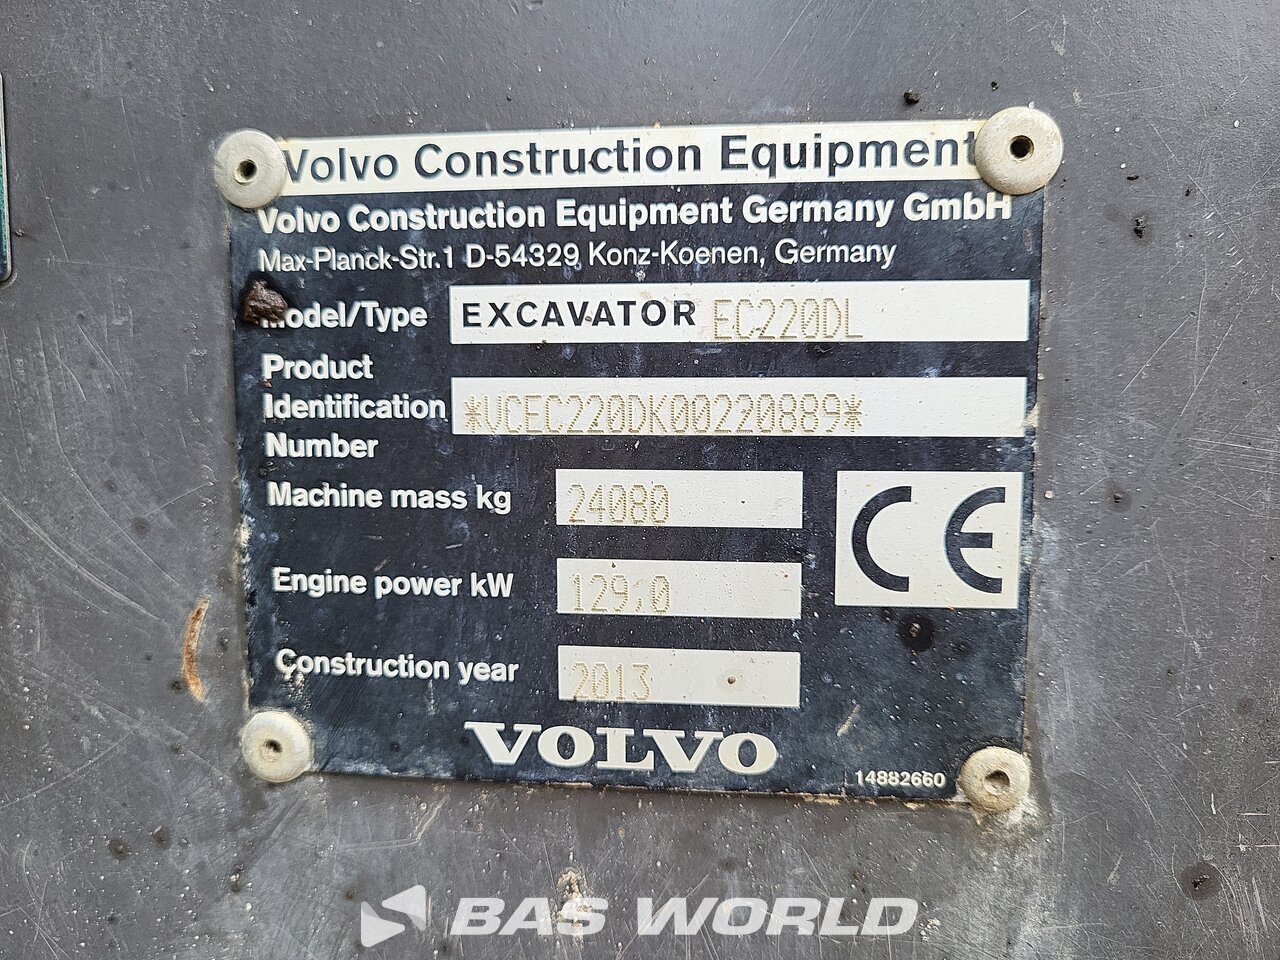 Volvo Construction Equipment
Volvo Construction Equipment Germany GmbH
Max-Planck-Str.1 D-54329 Konz-Koenen, Germany
Model/Type EXCAVATOR EC220DL
Product
Identification *VCEC220DK00220889*
Number
Machine mass kg 24080
Engine power kW 129,0
CE
Construction year 2013
VOLVO
14882660
BAS WORLD